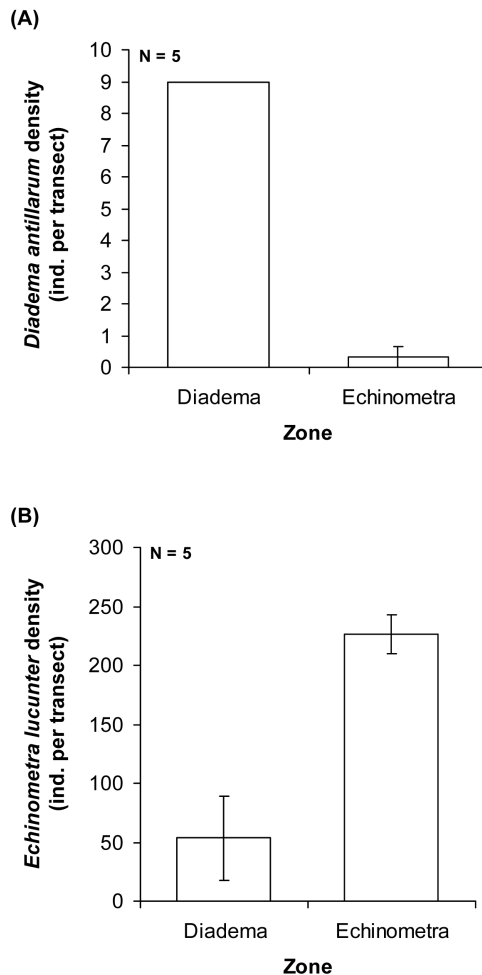 (A)
Diadema antillarum density
(ind. per transect)
N = 5
10
9
8
7
6
5
4
3
2
1
0
Diadema
Echinometra
Zone
(B)
Echinometra lucunter density
(ind. per transect)
N = 5
300
250
200
150
100
50
0
Diadema
Echinometra
Zone